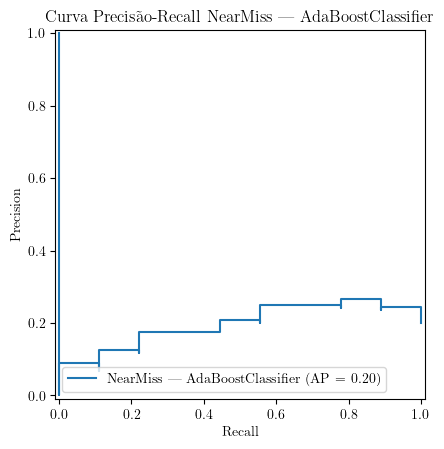 Curva Precisão-Recall NearMiss — AdaBoostClassifier
1.0
0.8
0.6
0.4
0.2
0.0
Precision
NearMiss — AdaBoostClassifier (AP = 0.20)
0.0 0.2 0.4 0.6 0.8 1.0
Recall